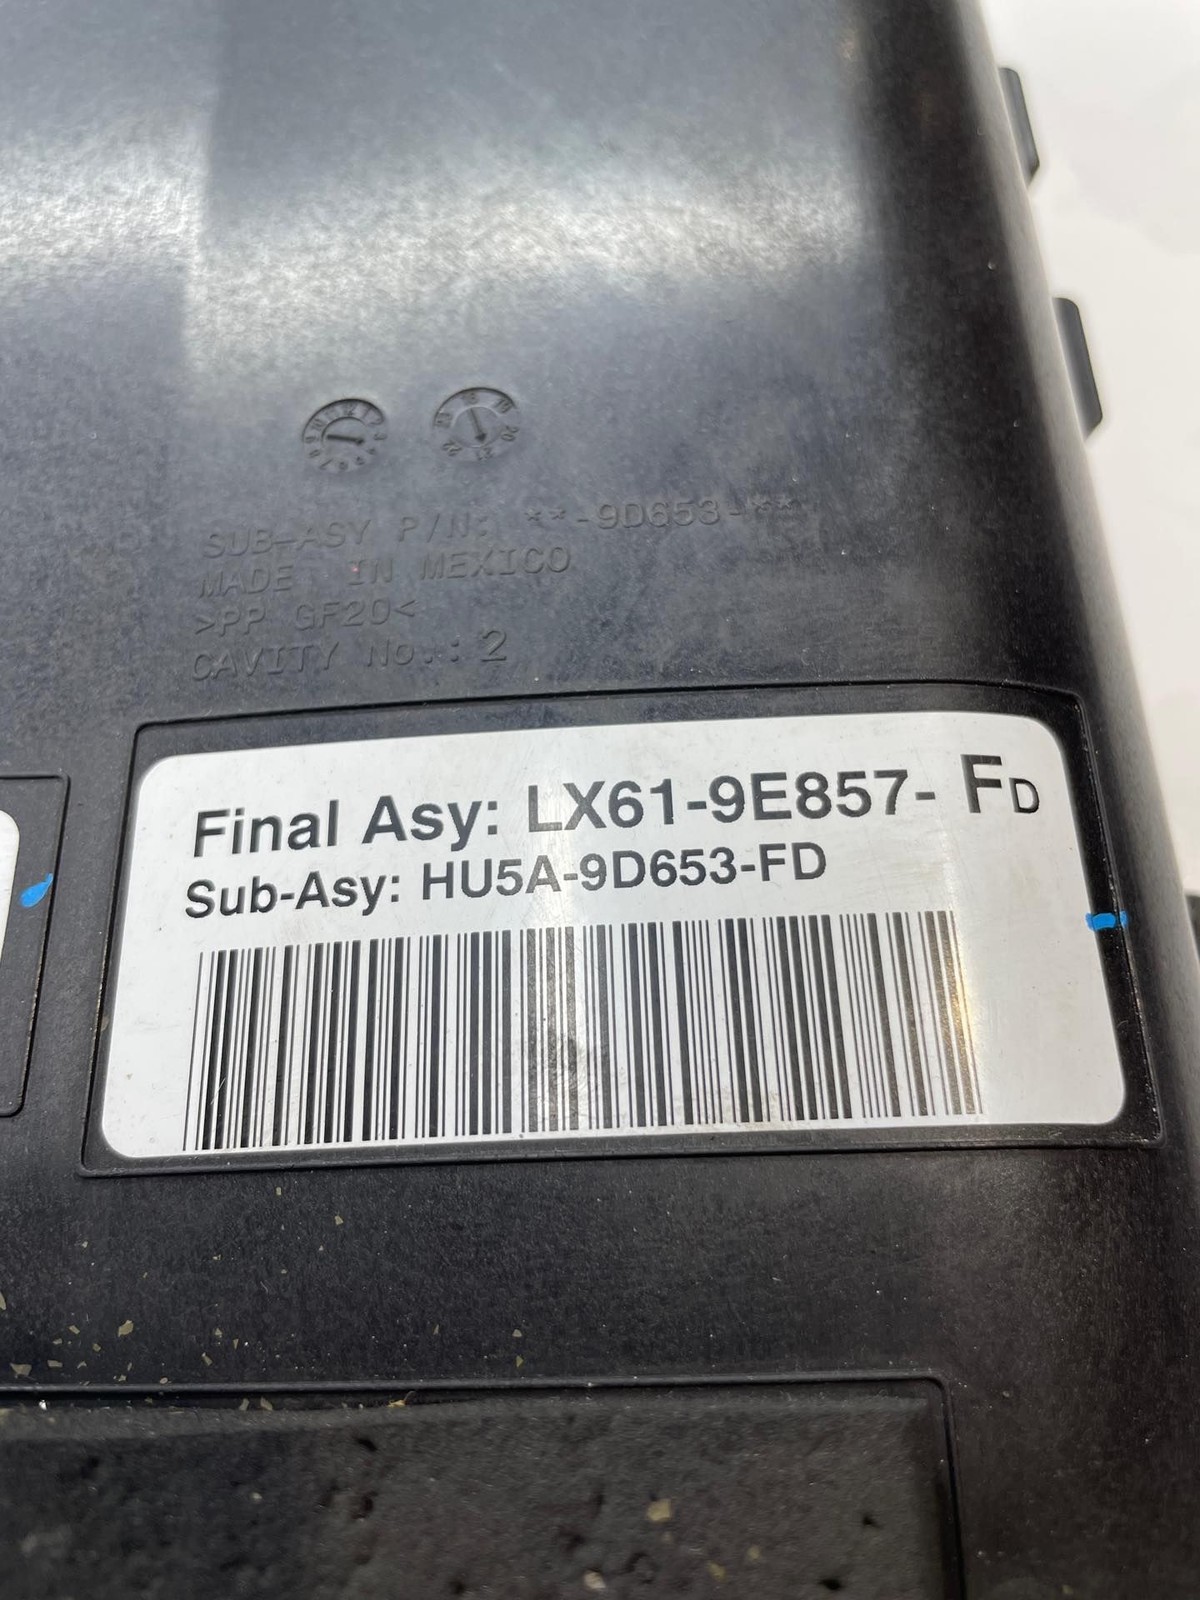 SUB-ASY P/N: **-9D653-**
MADE IN MEXICO
>PP GF20<
CAVITY No.: 2
Final Asy: LX61-9E857- FD
Sub-Asy: HU5A-9D653-FD